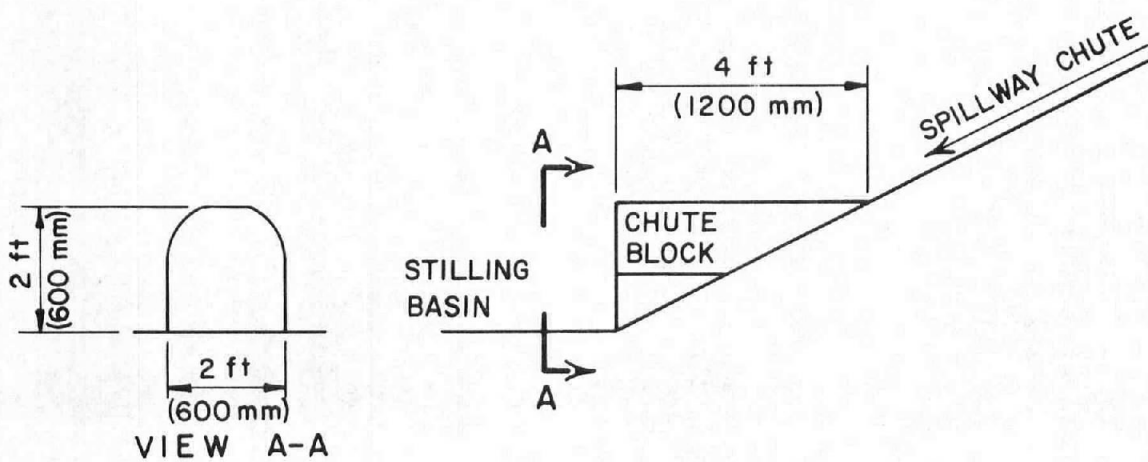 2 ft
(600 mm)
2 ft
(600 mm)
VIEW A-A
4 ft
(1200 mm)
SPILLWAY CHUTE
A
CHUTE
BLOCK
STILLING
BASIN
A